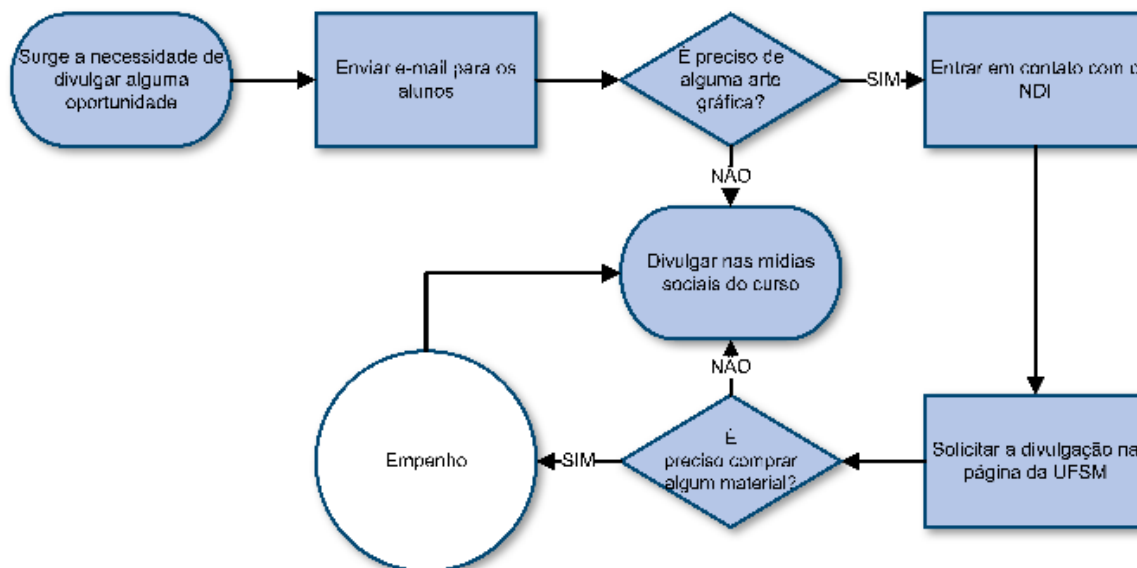 Surge a necessidade de
divulgar alguma
oportunidade
Enviar e-mail para os
alunos
É preciso de
alguma arte
gráfica?
SIM
Entrar em contato com o
NDI
NÃO
Divulgar nas mídias
sociais do curso
NÃO
Empenho
SIM
É
preciso comprar
algum material?
Solicitar a divulgação na
página da UFSM